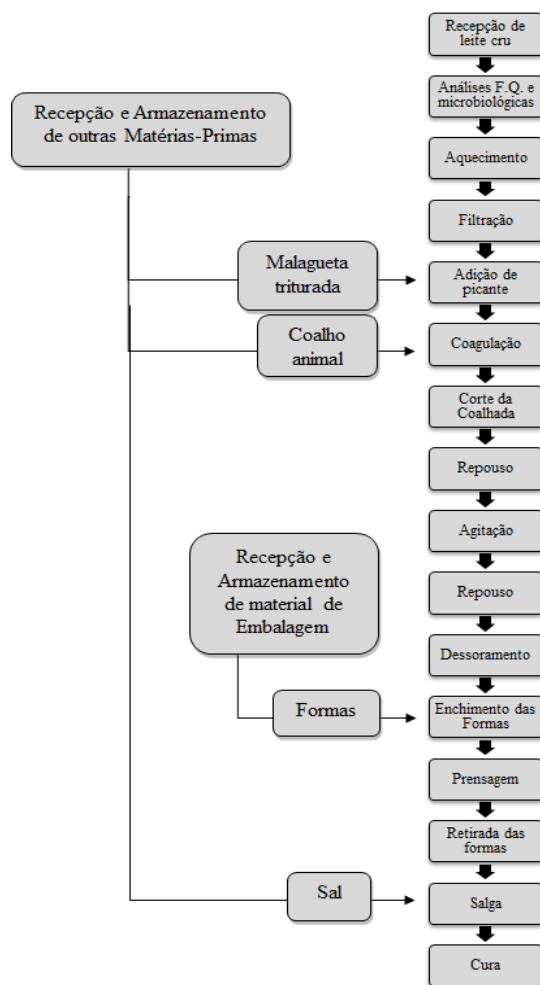 Recepção de
leite cru
Análises F.Q. e
microbiológicas
Recepção e Armazenamento
de outras Matérias-Primas
Aquecimento
Filtração
Malagueta
triturada
Adição de
picante
Coalho
animal
Coagulação
Corte da
Coalhada
Repouso
Agitação
Recepção e
Armazenamento
de material de
Embalagem
Repouso
Dessoramento
Formas
Enchimento das
Formas
Prensagem
Retirada das
formas
Sal
Salga
Cura